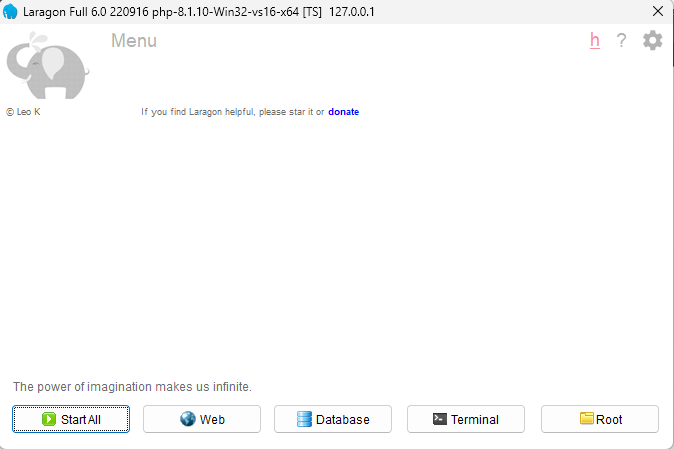 Laragon Full 6.0 220916 php-8.1.10-Win32-vs16-x64 [TS] 127.0.0.1
Menu
h ?
© Leo K
If you find Laragon helpful, please star it or donate
The power of imagination makes us infinite.
Start All
Web
Database
Terminal
Root